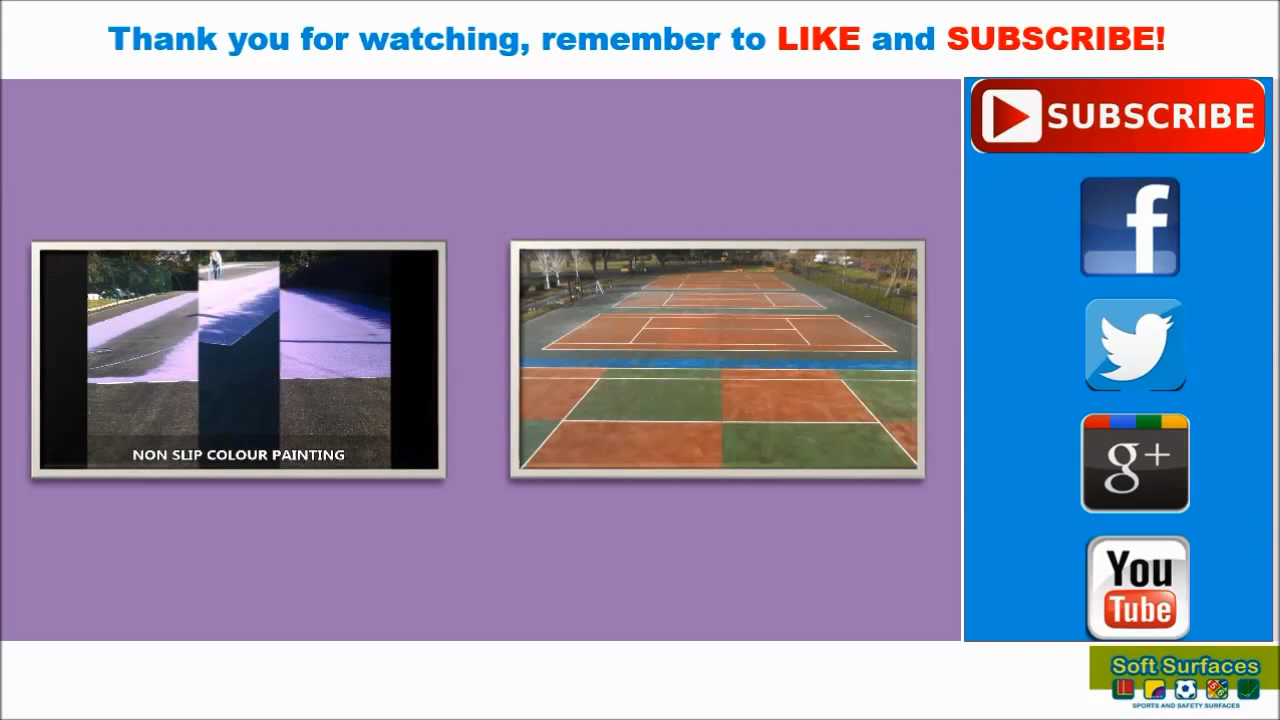 Thank you for watching, remember to LIKE and SUBSCRIBE!
SUBSCRIBE
f
NON SLIP COLOUR PAINTING
g+
You
Tube
Soft Surfaces
SPORTS AND SAFETY SURFACES